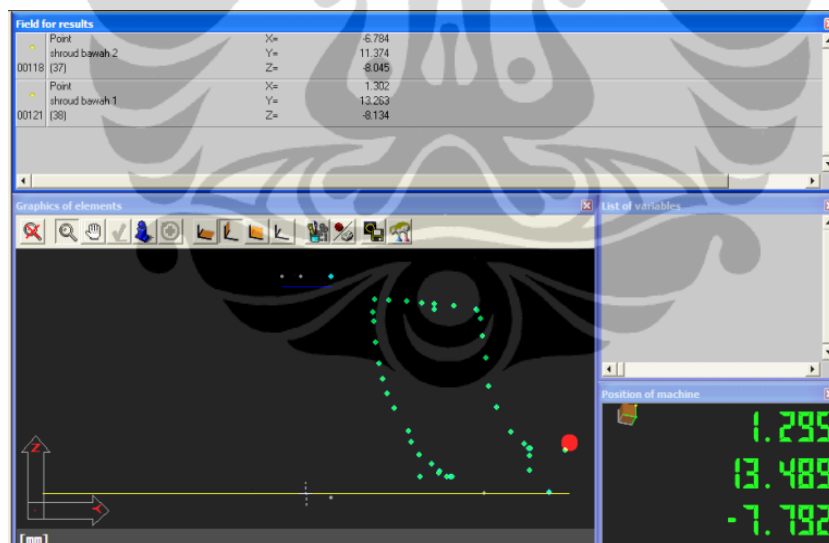 Field for results
Point X= -6.784
shroud bawah 2 Y= 11.374
00118 (37) Z= -8.045
Point X= 1.302
shroud bawah 1 Y= 13.263
00121 (38) Z= -8.134
Graphics of elements
List of variables
Z
Y
[mm]
Position of machine
1.295
13.489
-7.792